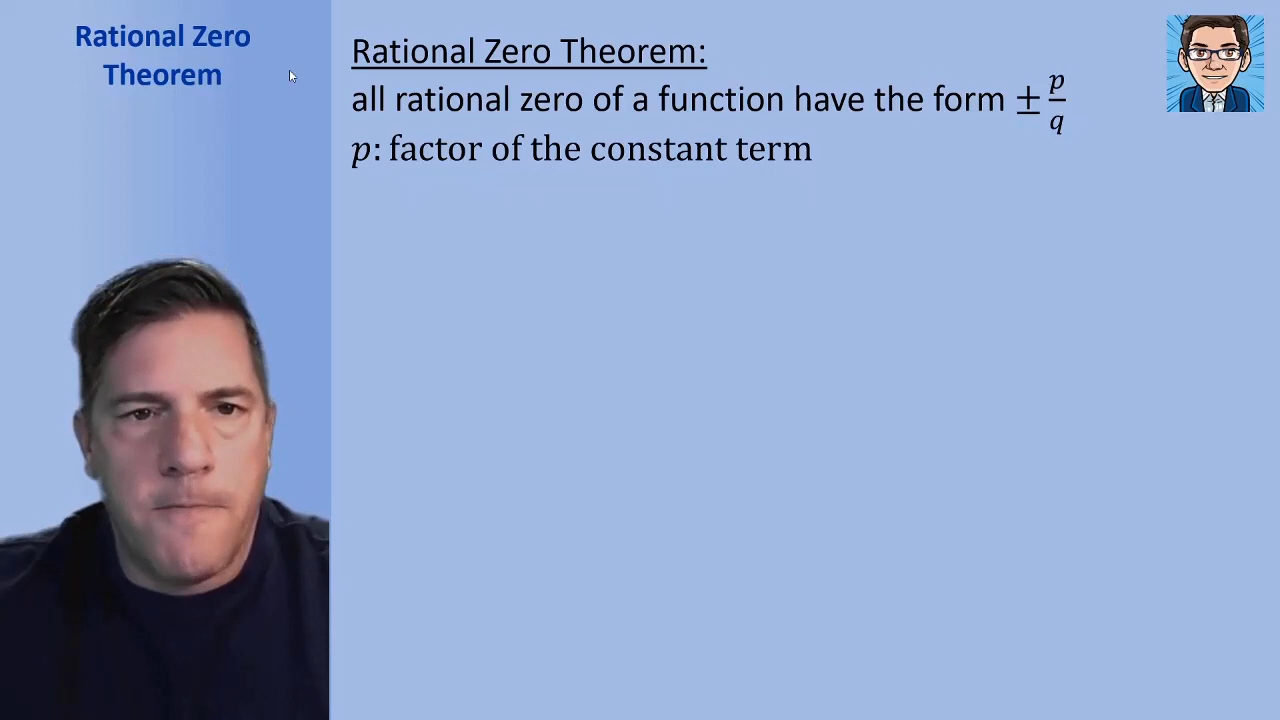 Rational Zero
Theorem
Rational Zero Theorem:
all rational zero of a function have the form ± p/q
p: factor of the constant term